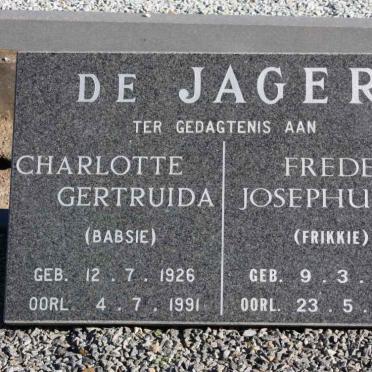 DE JAGER
TER GEDAGTENIS AAN
CHARLOTTE
GERTRUIDA
(BABSIE)
GEB. 12 . 7 . 1926
OORL. 4 . 7 . 1991
FREDE
JOSEPHU
(FRIKKIE)
GEB. 9 . 3 .
OORL. 23 . 5 .